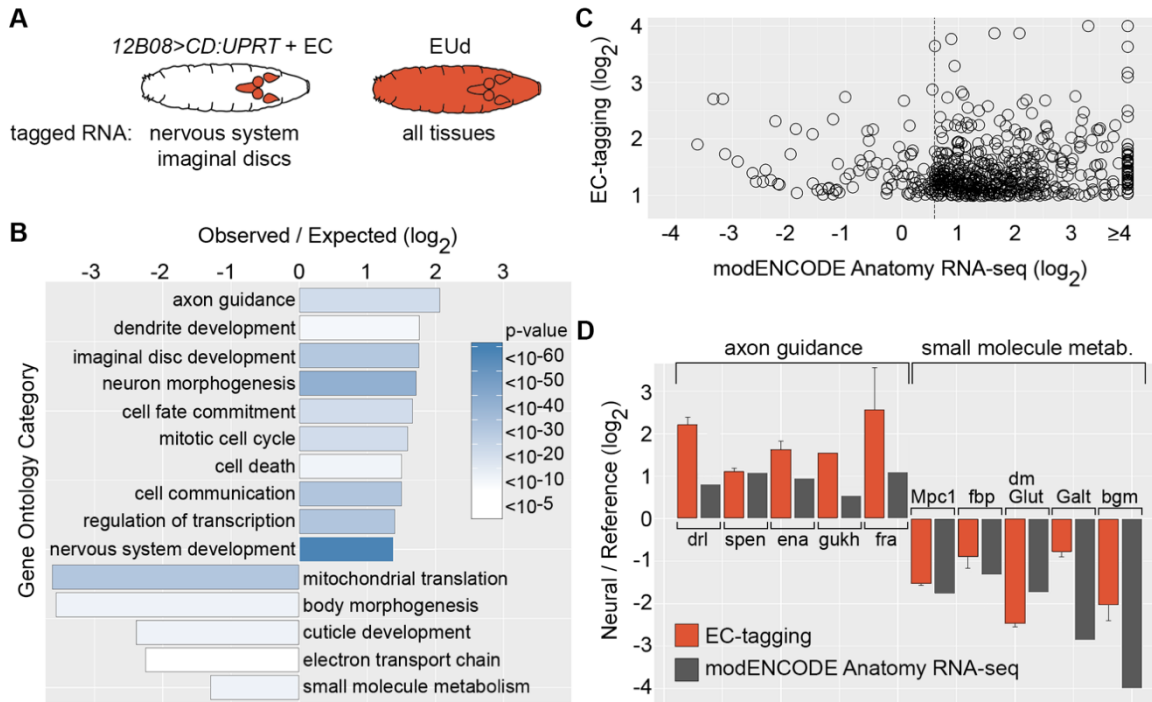 A
12B08>CD:UPRT + EC
EUd
tagged RNA:
nervous system
imaginal discs
all tissues
B
Observed / Expected (log2)
-3 -2 -1 0 1 2 3
Gene Ontology Category
axon guidance
dendrite development
imaginal disc development
neuron morphogenesis
cell fate commitment
mitotic cell cycle
cell death
cell communication
regulation of transcription
nervous system development
mitochondrial translation
body morphogenesis
cuticle development
electron transport chain
small molecule metabolism
p-value
<10-60
<10-50
<10-40
<10-30
<10-20
<10-10
<10-5
C
EC-tagging (log2)
4
3
2
1
-4 -3 -2 -1 0 1 2 3 ≥4
modENCODE Anatomy RNA-seq (log2)
D
axon guidance
small molecule metab.
Neural / Reference (log2)
3
2
1
0
-1
-2
-3
-4
drl
spen
ena
gukh
fra
Mpc1
fbp
dm
Glut
Galt
bgm
EC-tagging
modENCODE Anatomy RNA-seq